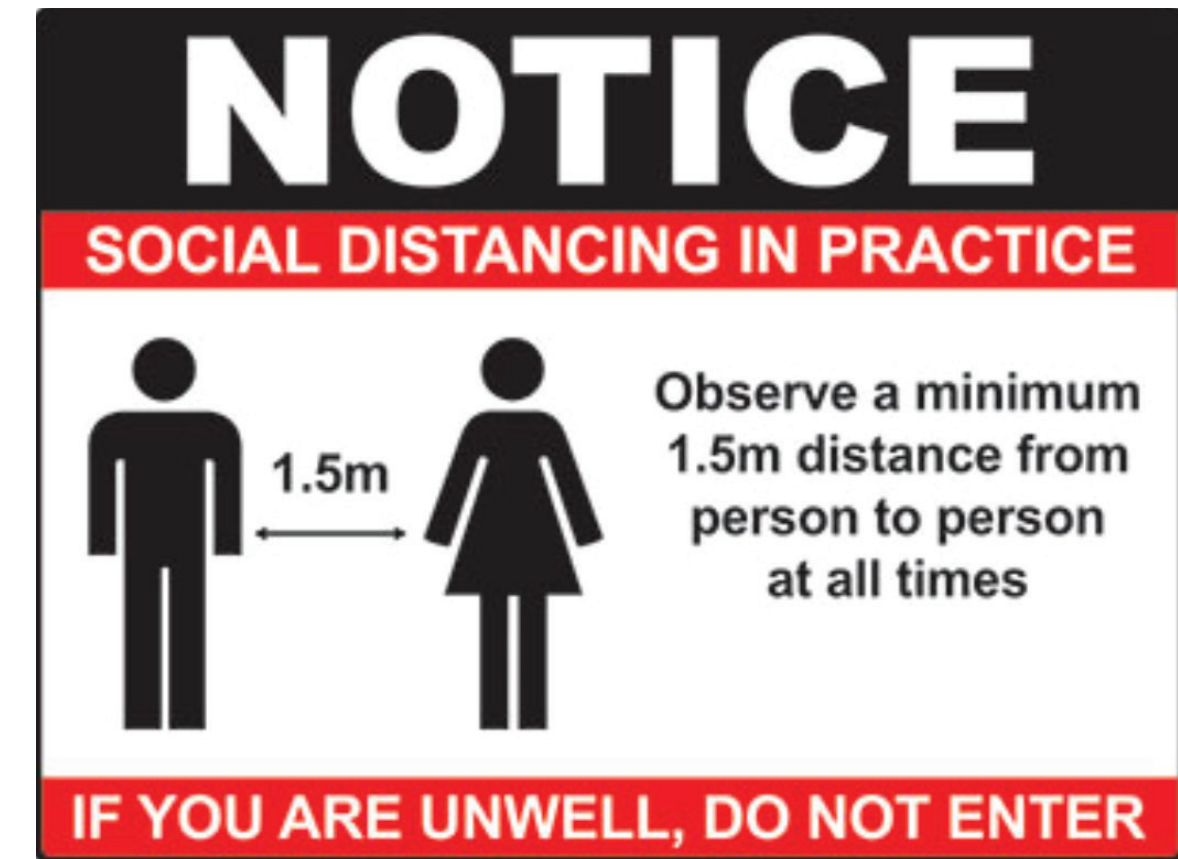 NOTICE
SOCIAL DISTANCING IN PRACTICE
1.5m
Observe a minimum
1.5m distance from
person to person
at all times
IF YOU ARE UNWELL, DO NOT ENTER